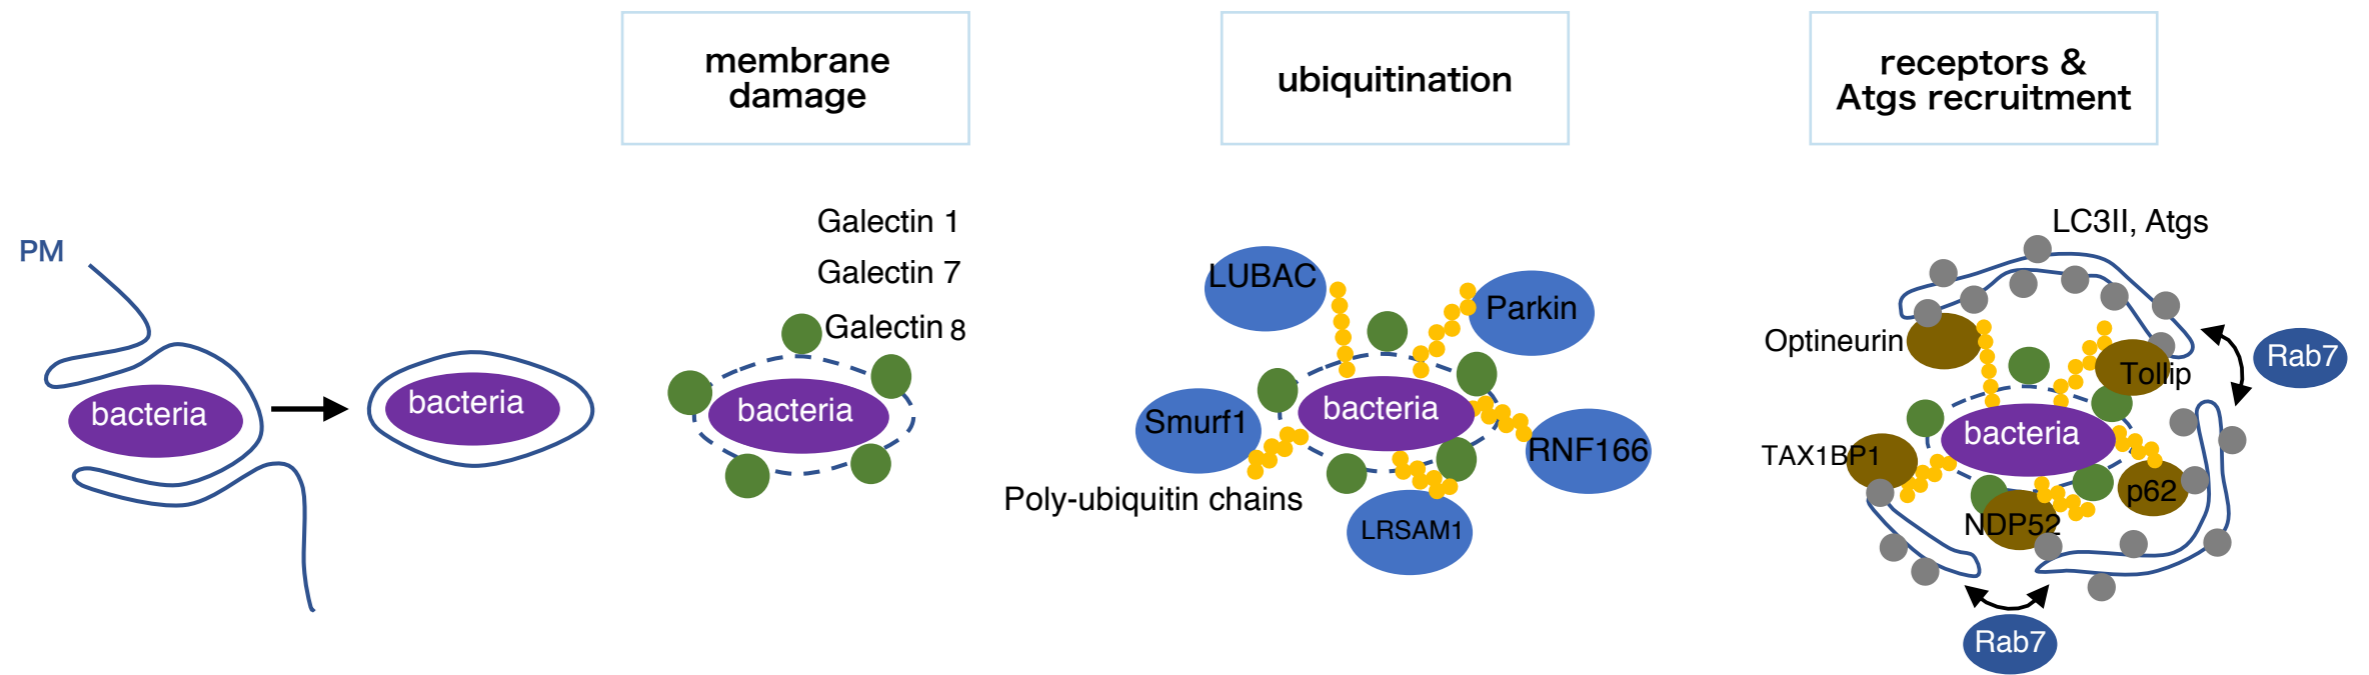 membrane
damage
ubiquitination
receptors &
Atgs recruitment
PM
bacteria
bacteria
Galectin 1
Galectin 7
Galectin 8
bacteria
LUBAC
Parkin
Smurf1
bacteria
RNF166
Poly-ubiquitin chains
LRSAM1
LC3II, Atgs
Optineurin
Tollip
Rab7
bacteria
TAX1BP1
p62
NDP52
Rab7